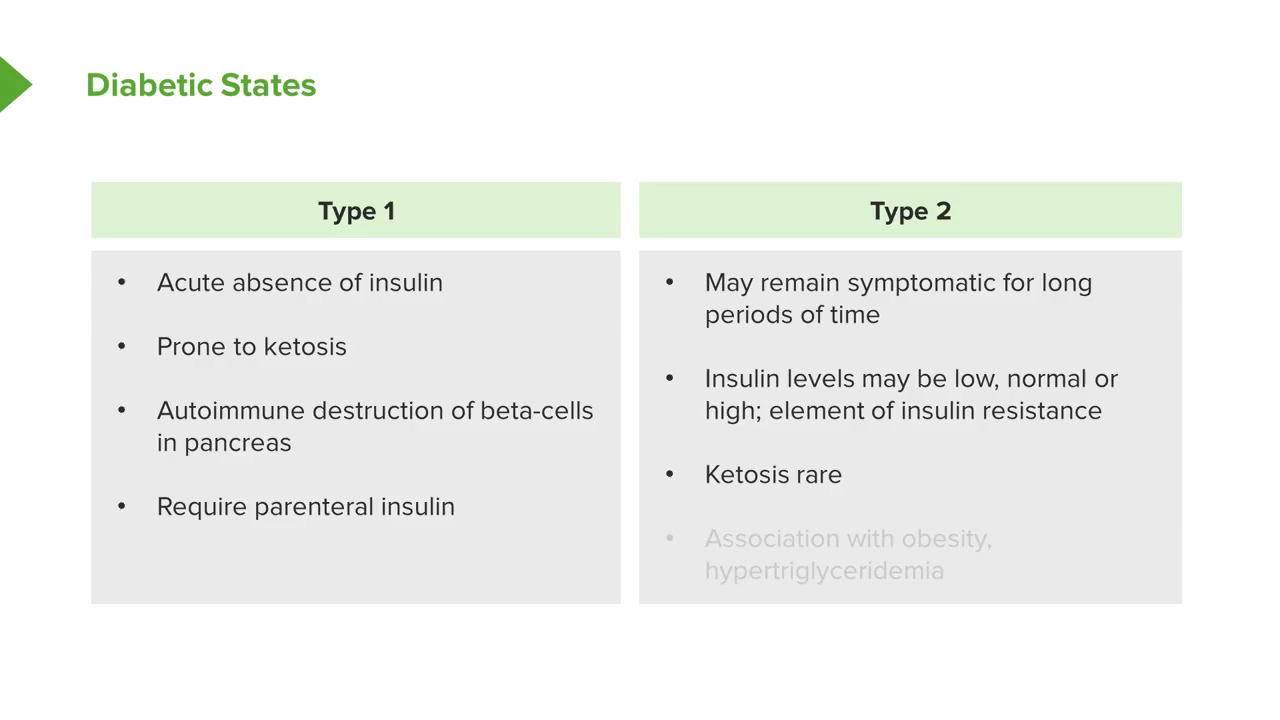 Diabetic States
Type 1
• Acute absence of insulin
• Prone to ketosis
• Autoimmune destruction of beta-cells
in pancreas
• Require parenteral insulin
Type 2
• May remain symptomatic for long
periods of time
• Insulin levels may be low, normal or
high; element of insulin resistance
• Ketosis rare
• Association with obesity,
hypertriglyceridemia